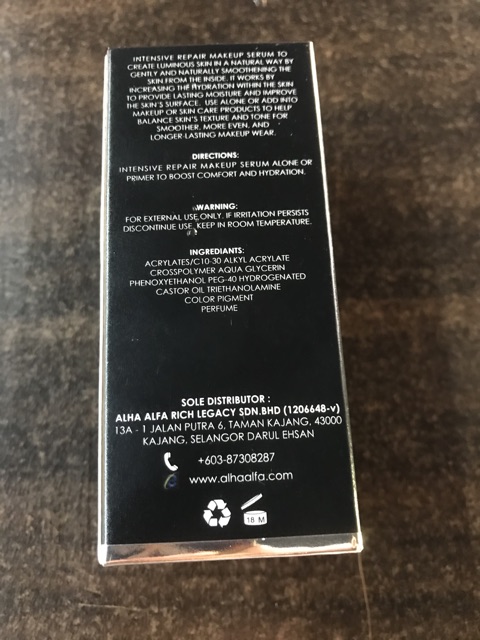 INTENSIVE REPAIR MAKEUP SERUM TO
CREATE LUMINOUS SKIN IN A NATURAL WAY BY
GENTLY AND NATURALLY SMOOTHENING THE
SKIN FROM THE INSIDE. IT WORKS BY
INCREASING THE HYDRATION WITHIN THE SKIN
TO PROVIDE LASTING MOISTURE AND IMPROVE
THE SKIN'S SURFACE. USE ALONE OR ADD INTO
MAKEUP OR SKIN CARE PRODUCTS TO HELP
BALANCE SKIN'S TEXTURE AND TONE FOR
SMOOTHER, MORE EVEN, AND
LONGER-LASTING MAKEUP WEAR.
DIRECTIONS:
INTENSIVE REPAIR MAKEUP SERUM ALONE OR
PRIMER TO BOOST COMFORT AND HYDRATION.
WARNING:
FOR EXTERNAL USE ONLY. IF IRRITATION PERSISTS
DISCONTINUE USE. KEEP IN ROOM TEMPERATURE.
INGREDIANTS:
ACRYLATES/C10-30 ALKYL ACRYLATE
CROSSPOLYMER AQUA GLYCERIN
PHENOXYETHANOL PEG-40 HYDROGENATED
CASTOR OIL TRIETHANOLAMINE
COLOR PIGMENT
PERFUME
SOLE DISTRIBUTOR :
ALHA ALFA RICH LEGACY SDN.BHD (1206648-v)
13A - 1 JALAN PUTRA 6, TAMAN KAJANG, 43000
KAJANG, SELANGOR DARUL EHSAN
+603-87308287
www.alhaalfa.com
18 M